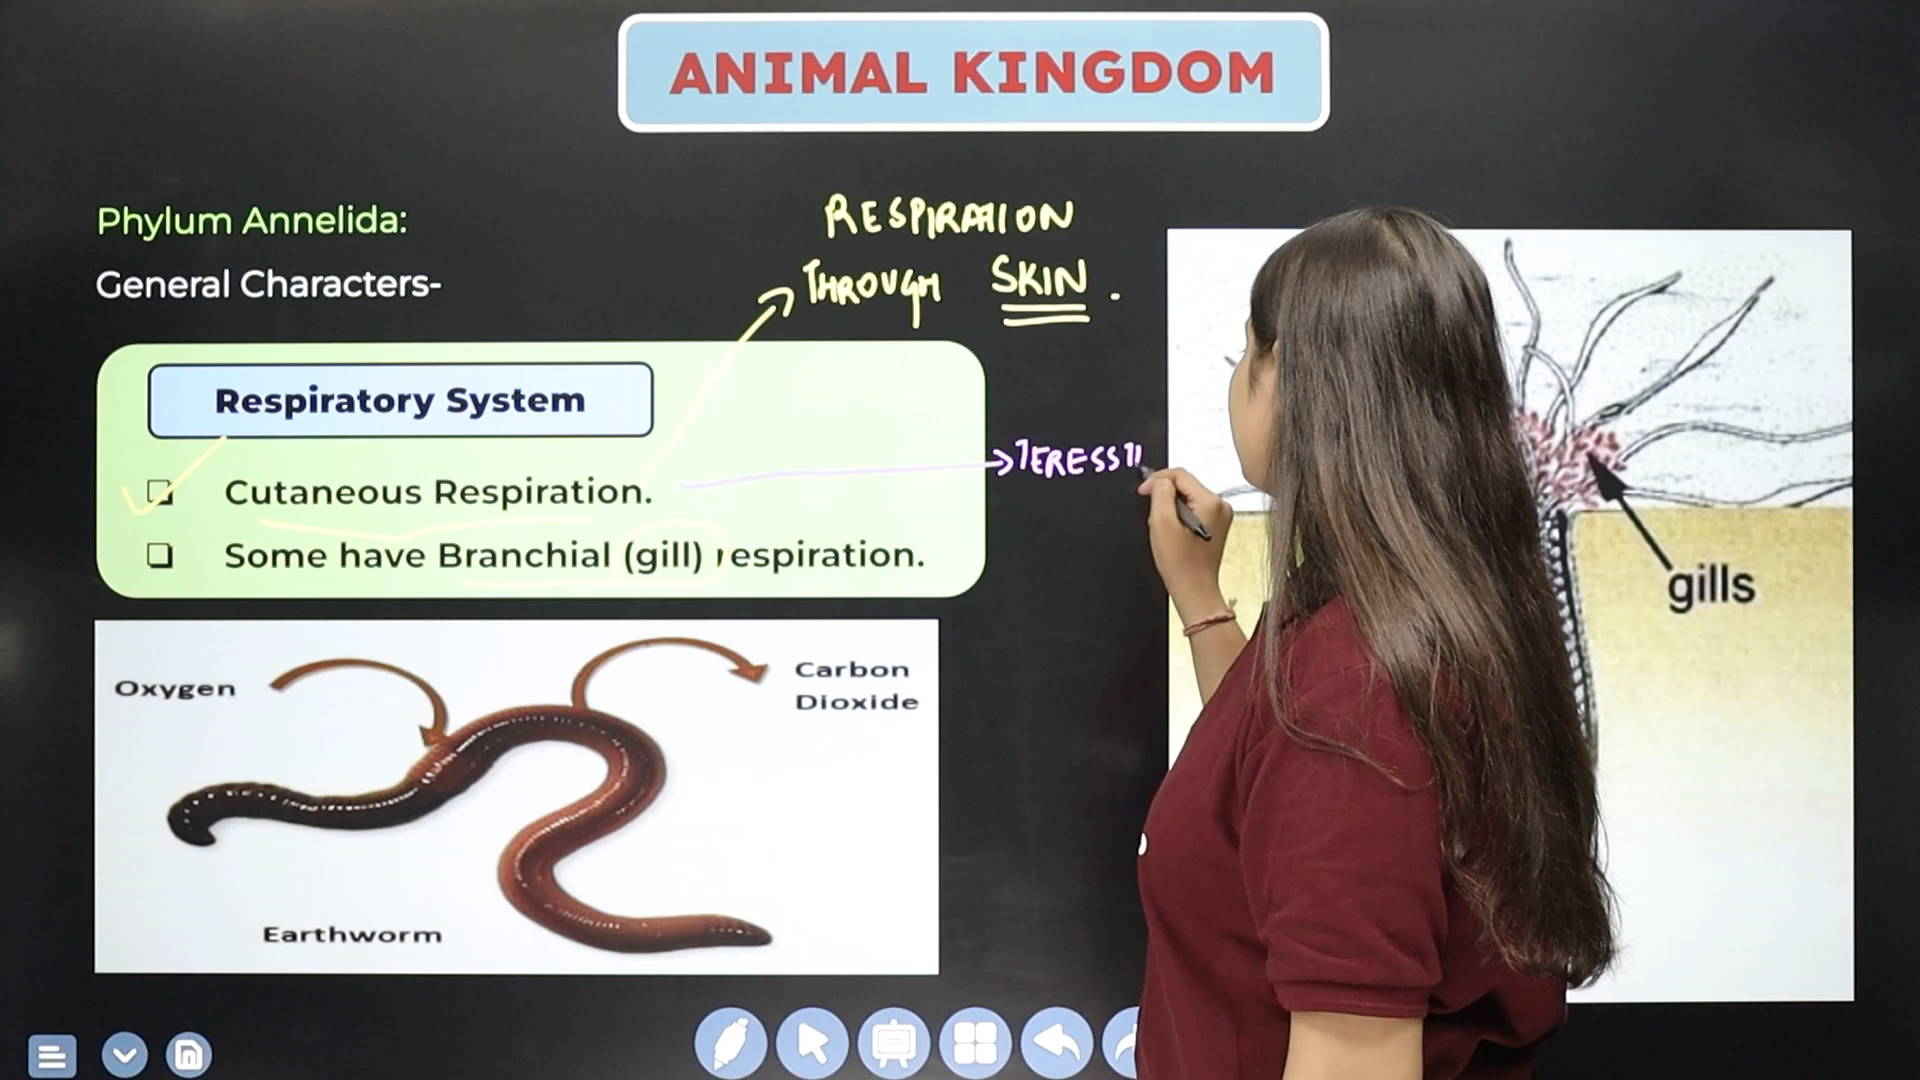 ANIMAL KINGDOM
Phylum Annelida:
General Characters-
RESPIRATION
THROUGH SKIN.
Respiratory System
❑ Cutaneous Respiration.
TERESSTI
❑ Some have Branchial (gill) respiration.
gills
Oxygen
Carbon
Dioxide
Earthworm